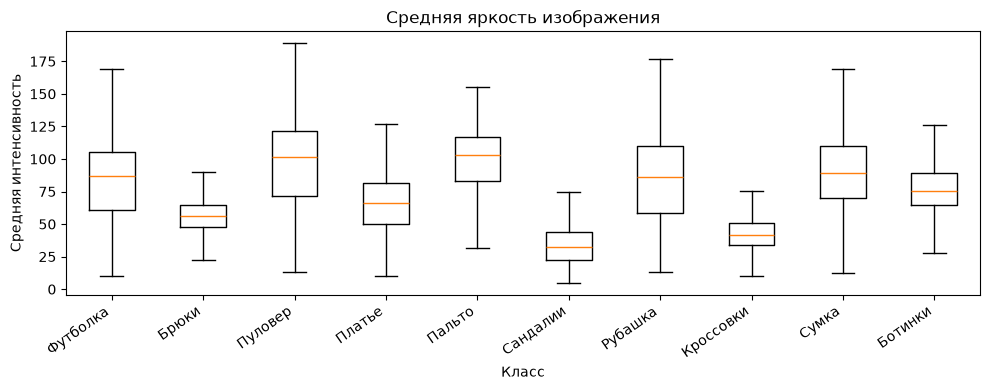 Средняя яркость изображения
Средняя интенсивность
175
150
125
100
75
50
25
0
Футболка
Брюки
Пуловер
Платье
Пальто
Сандалии
Рубашка
Кроссовки
Сумка
Ботинки
Класс